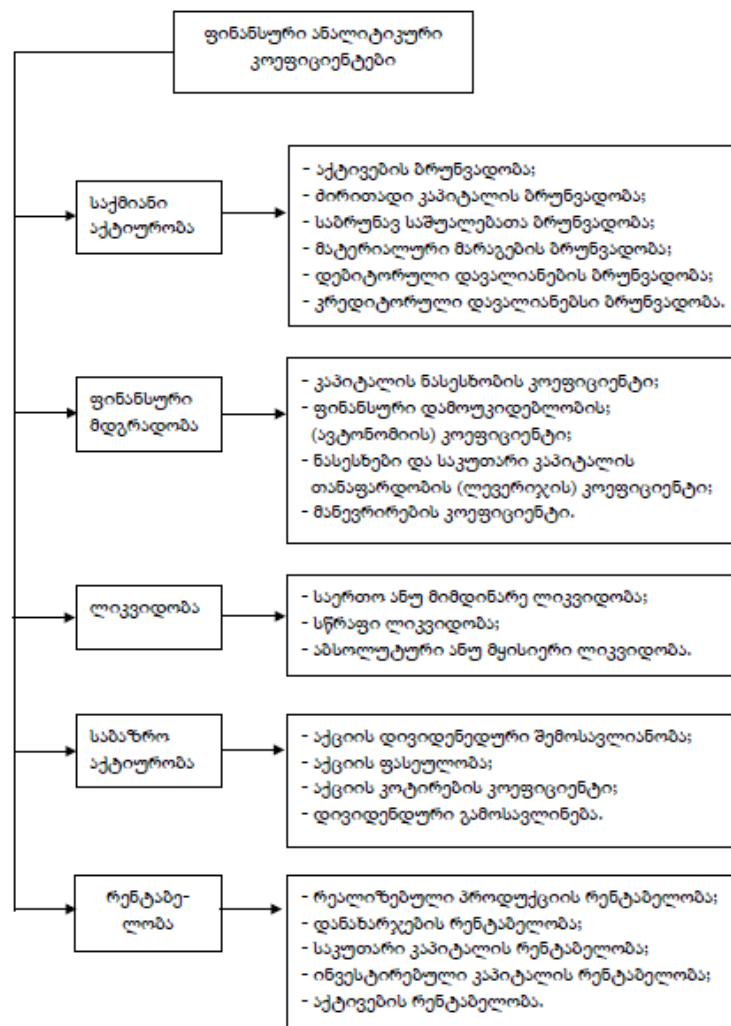 ფინანსური ანალიტიკური
კოეფიციენტები
საქმიანი
აქტიურობა
- აქტივების ბრუნვადობა;
- ძირითადი კაპიტალის ბრუნვადობა;
- საბრუნავ საშუალებათა ბრუნვადობა;
- მატერიალური მარაგების ბრუნვადობა;
- დებიტორული დავალიანების ბრუნვადობა;
- კრედიტორული დავალიანებსი ბრუნვადობა.
ფინანსური
მდგრადობა
- კაპიტალის ნასესხობის კოეფიციენტი;
- ფინანსური დამოუკიდებლობის;
(ავტონომიის) კოეფიციენტი;
- ნასესხები და საკუთარი კაპიტალის
თანაფარდობის (ლევერიჯის) კოეფიციენტი;
- მანევრირების კოეფიციენტი.
ლიკვიდობა
- საერთო ანუ მიმდინარე ლიკვიდობა;
- სწრაფი ლიკვიდობა;
- აბსოლუტური ანუ მყისიერი ლიკვიდობა.
საბაზრო
აქტიურობა
- აქციის დივიდენედური შემოსავლიანობა;
- აქციის ფასეულობა;
- აქციის კოტირების კოეფიციენტი;
- დივიდენდური გამოსავლინება.
რენტაბე-
ლობა
- რეალიზებული პროდუქციის რენტაბელობა;
- დანახარჯების რენტაბელობა;
- საკუთარი კაპიტალის რენტაბელობა;
- ინვესტირებული კაპიტალის რენტაბელობა;
- აქტივების რენტაბელობა.